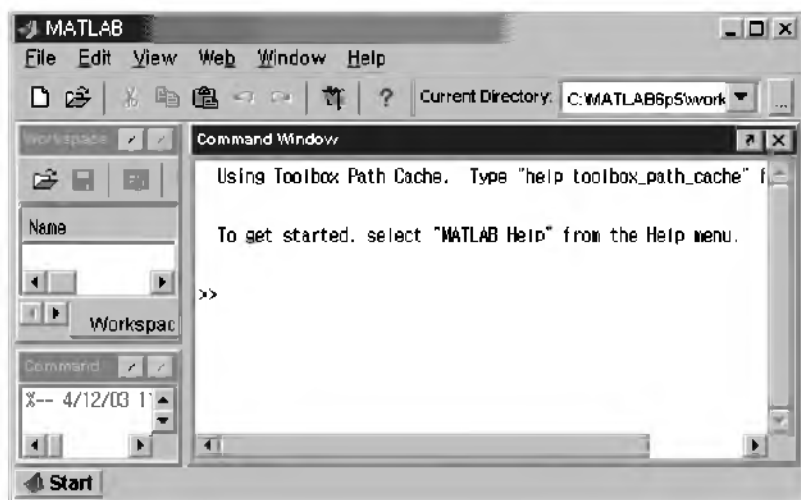 MATLAB
File Edit View Web Window Help
? Current Directory: C:\MATLAB6p5\work ...
Workspace
Command Window
Using Toolbox Path Cache. Type "help toolbox_path_cache" f
Name
To get started, select "MATLAB Help" from the Help menu.
>>
Workspac
Command
%-- 4/12/03 1
Start